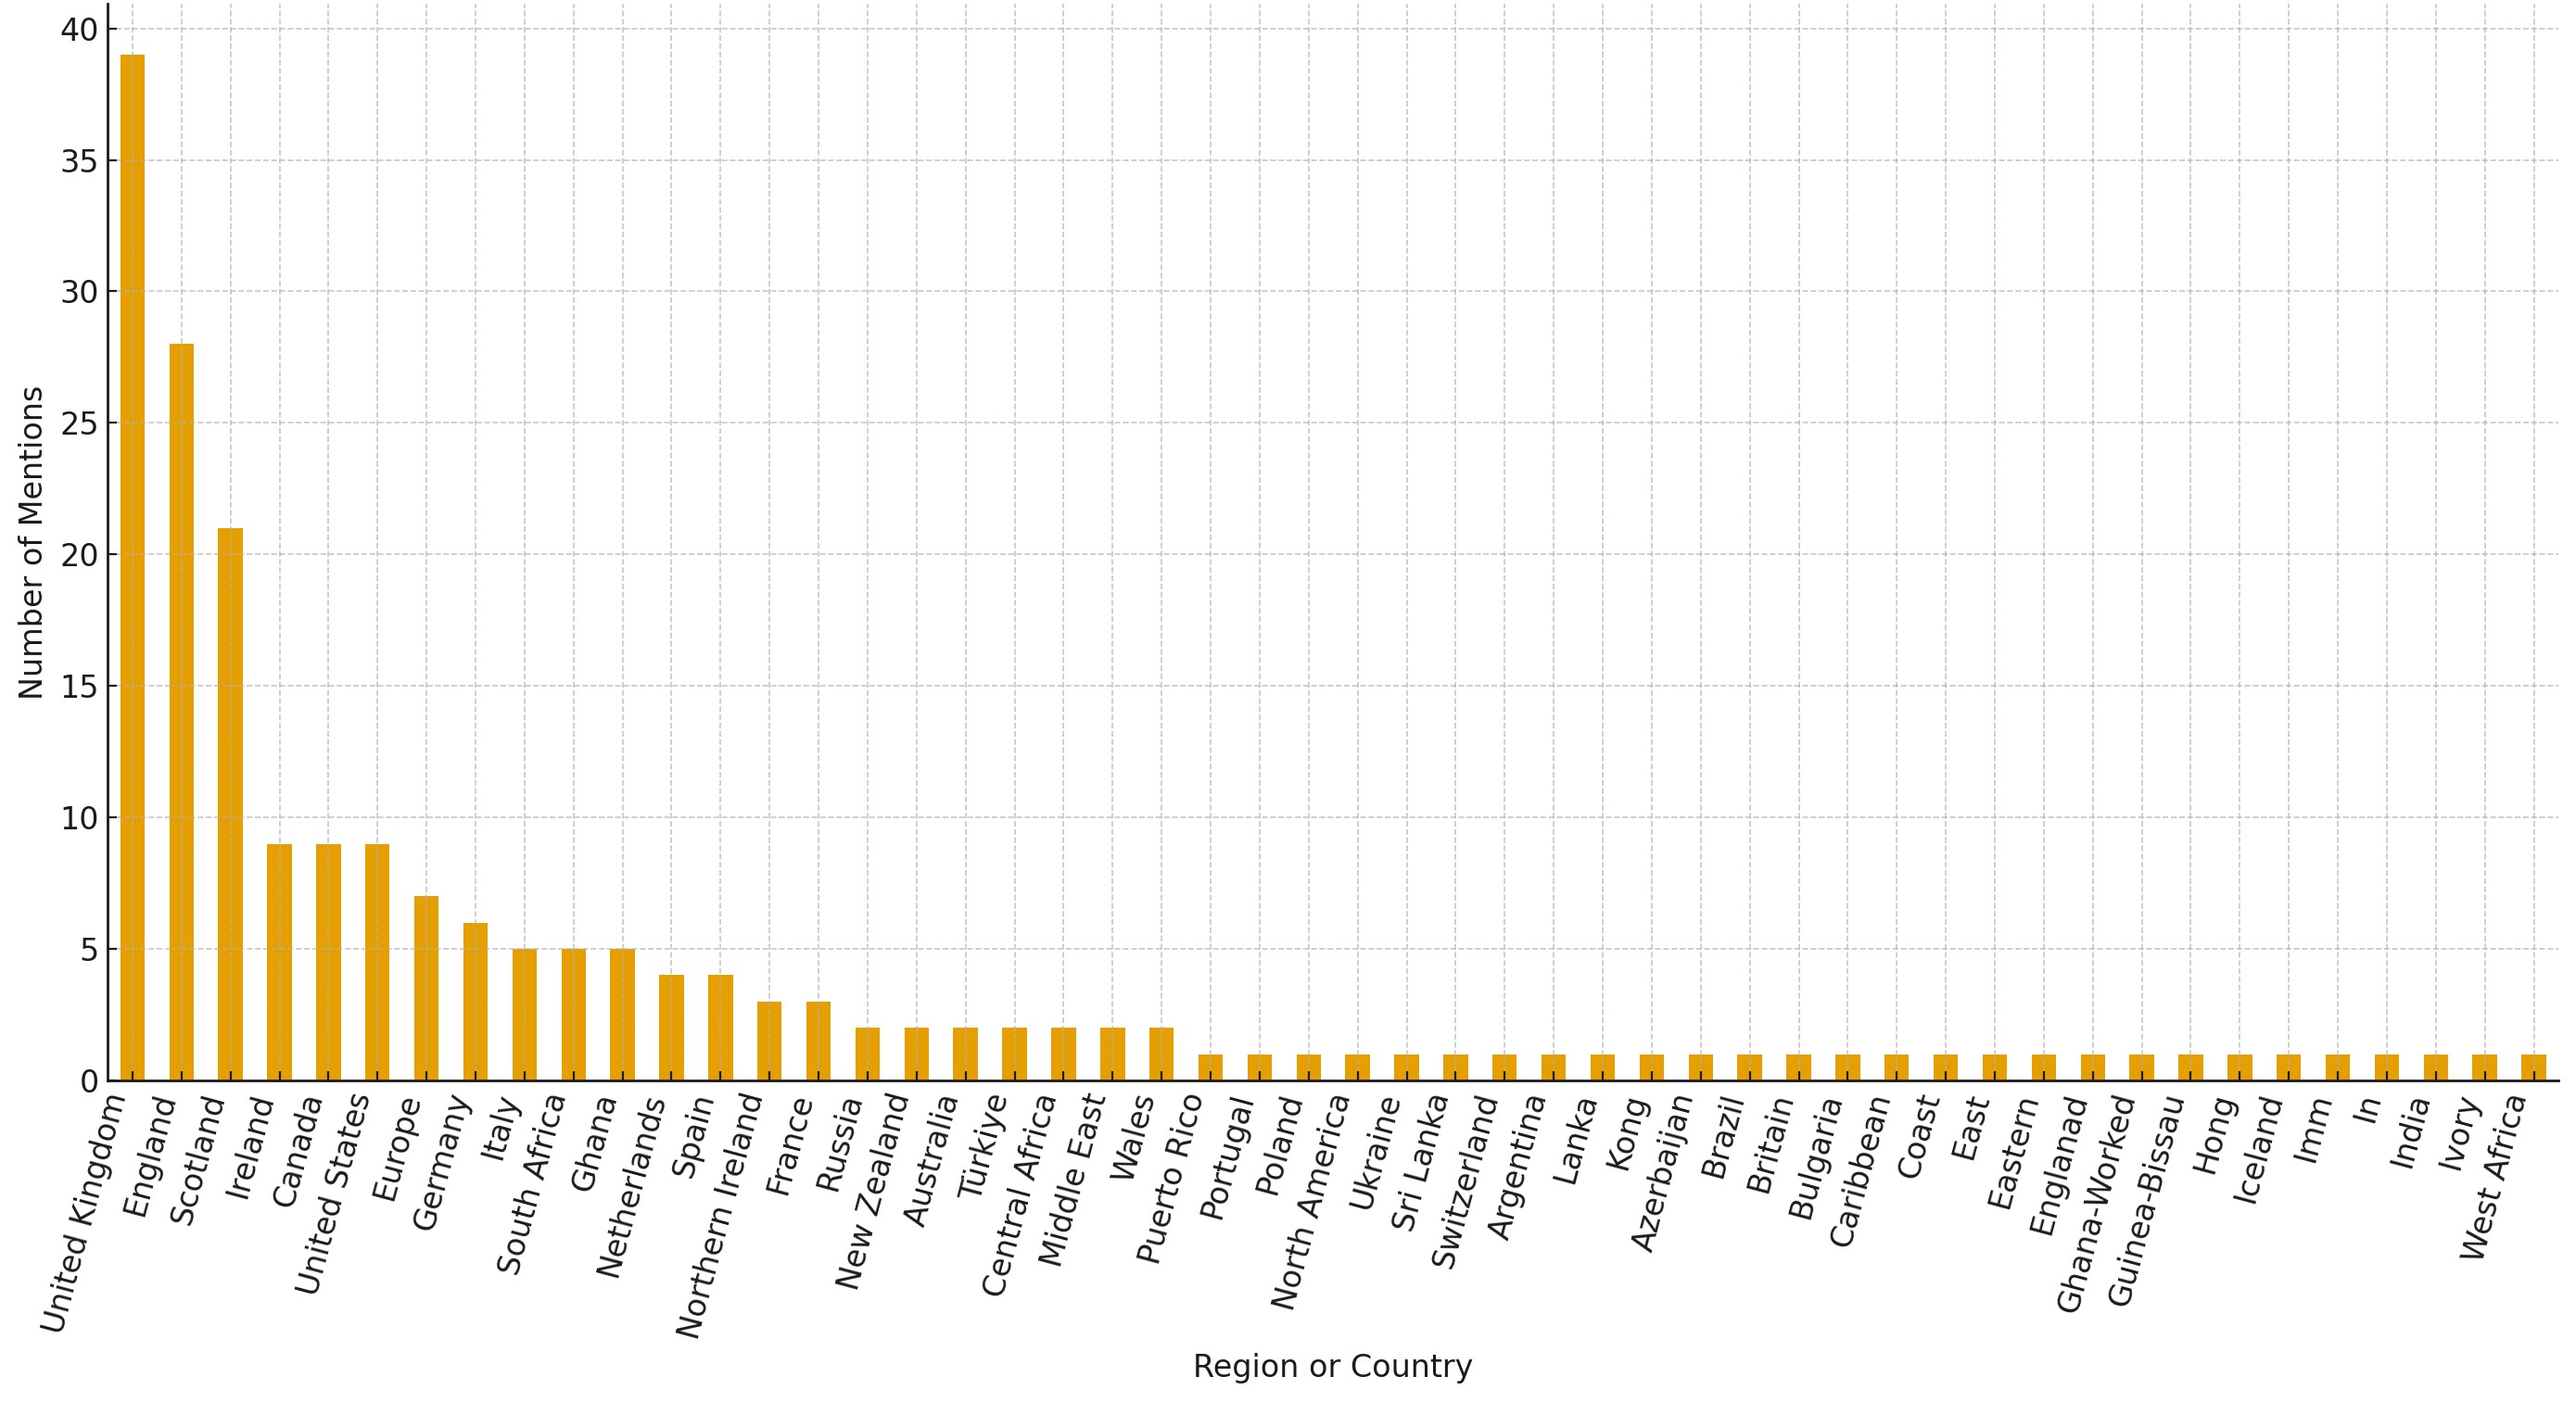 Number of Mentions
40
35
30
25
20
15
10
5
0
United Kingdom
England
Scotland
Ireland
Canada
United States
Europe
Germany
Italy
South Africa
Ghana
Netherlands
Spain
Northern Ireland
France
Russia
New Zealand
Australia
Türkiye
Central Africa
Middle East
Wales
Puerto Rico
Portugal
Poland
North America
Ukraine
Sri Lanka
Switzerland
Argentina
Lanka
Kong
Azerbaijan
Brazil
Britain
Bulgaria
Caribbean
Coast
East
Eastern
Englanad
Ghana-Worked
Guinea-Bissau
Hong
Iceland
Imm
In
India
Ivory
West Africa
Region or Country